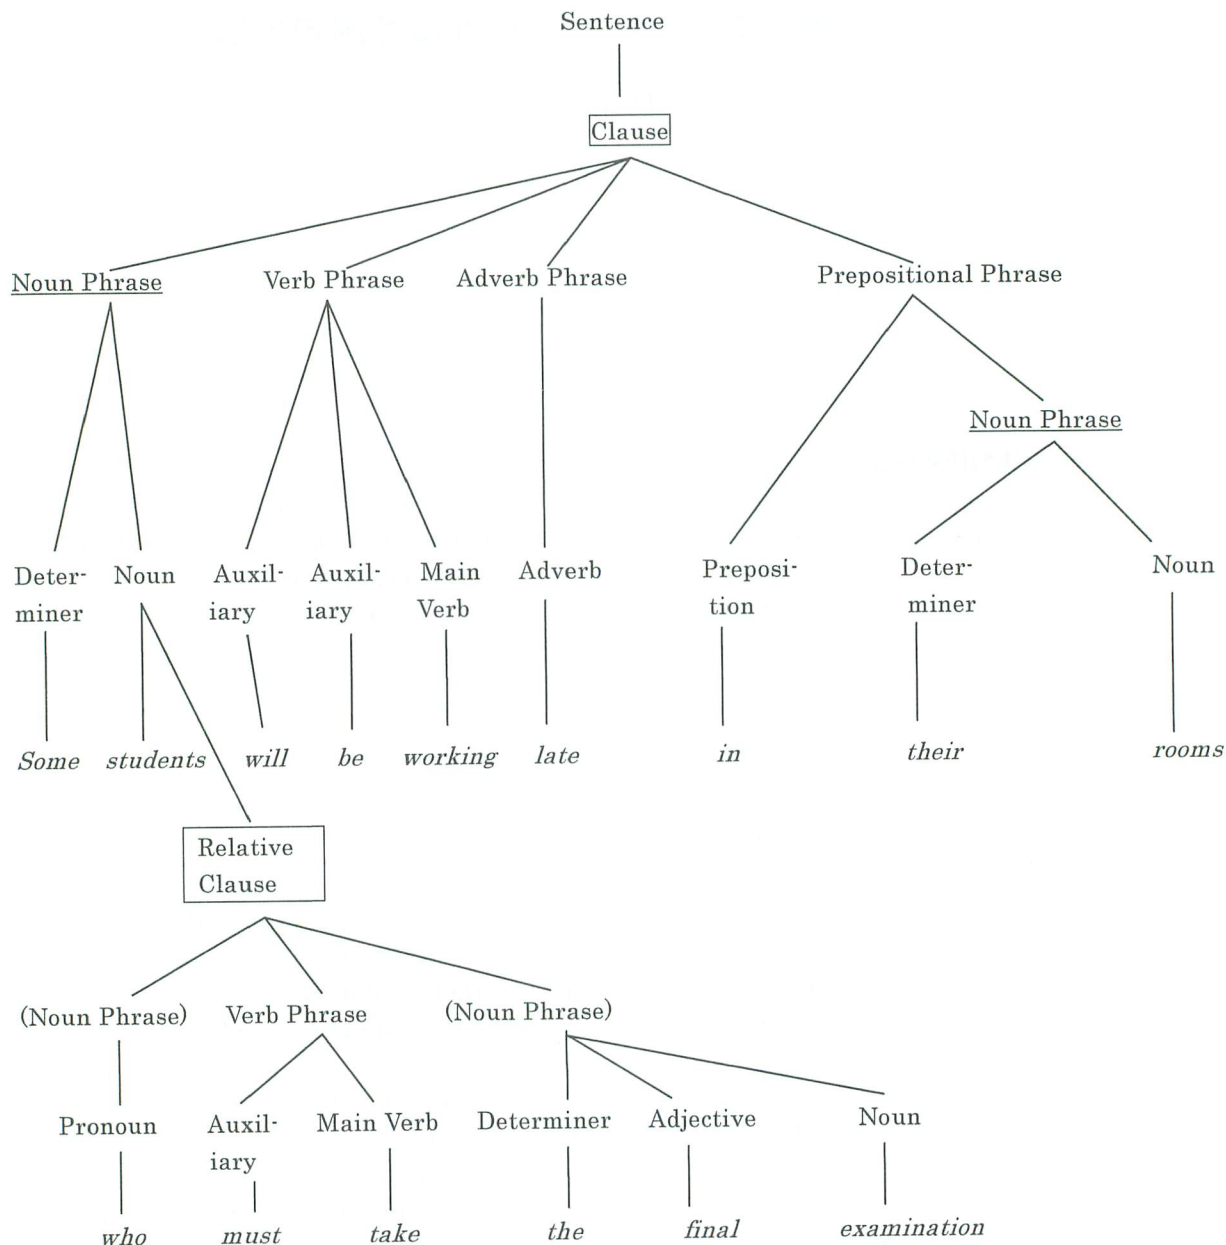 Sentence
Clause
Noun Phrase Verb Phrase Adverb Phrase Prepositional Phrase
Noun Phrase
Deter- Noun Auxil- Auxil- Main Adverb Preposi- Deter- Noun
miner iary iary Verb tion miner
Some students will be working late in their rooms
Relative
Clause
(Noun Phrase) Verb Phrase (Noun Phrase)
Pronoun Auxil- Main Verb Determiner Adjective Noun
iary
who must take the final examination